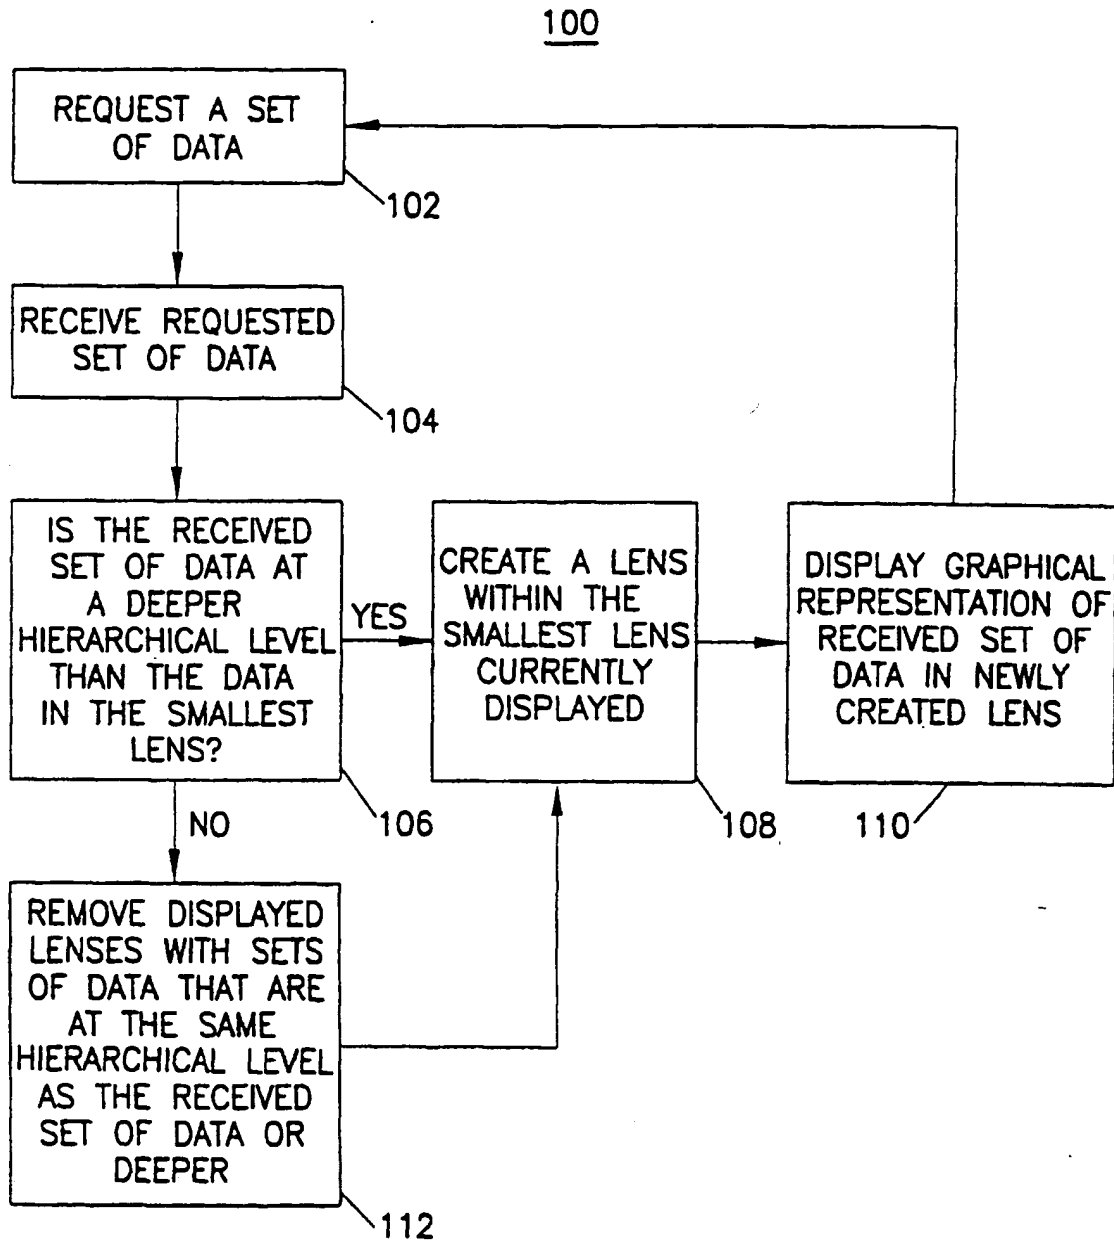 100
REQUEST A SET
OF DATA
102
RECEIVE REQUESTED
SET OF DATA
104
IS THE RECEIVED
SET OF DATA AT
A DEEPER
HIERARCHICAL LEVEL
THAN THE DATA
IN THE SMALLEST
LENS?
106
YES
NO
CREATE A LENS
WITHIN THE
SMALLEST LENS
CURRENTLY
DISPLAYED
108
DISPLAY GRAPHICAL
REPRESENTATION OF
RECEIVED SET OF
DATA IN NEWLY
CREATED LENS
110
REMOVE DISPLAYED
LENSES WITH SETS
OF DATA THAT ARE
AT THE SAME
HIERARCHICAL LEVEL
AS THE RECEIVED
SET OF DATA OR
DEEPER
112